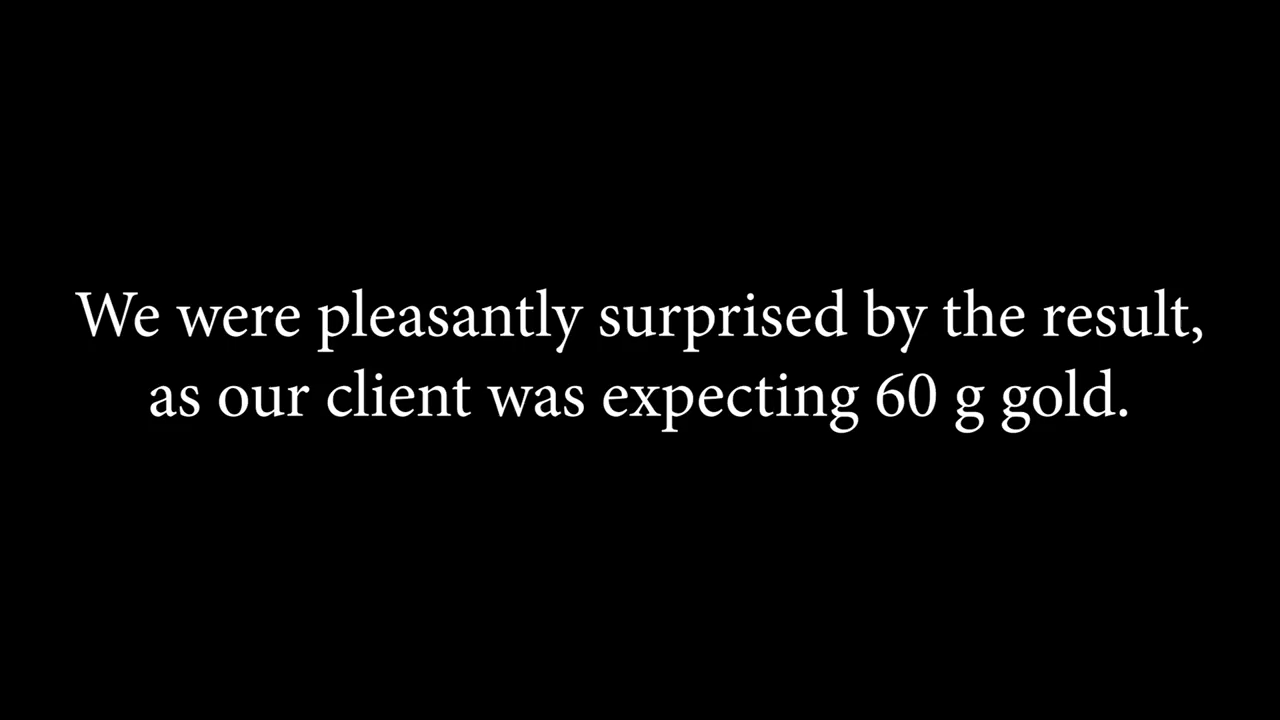 We were pleasantly surprised by the result,
as our client was expecting 60 g gold.